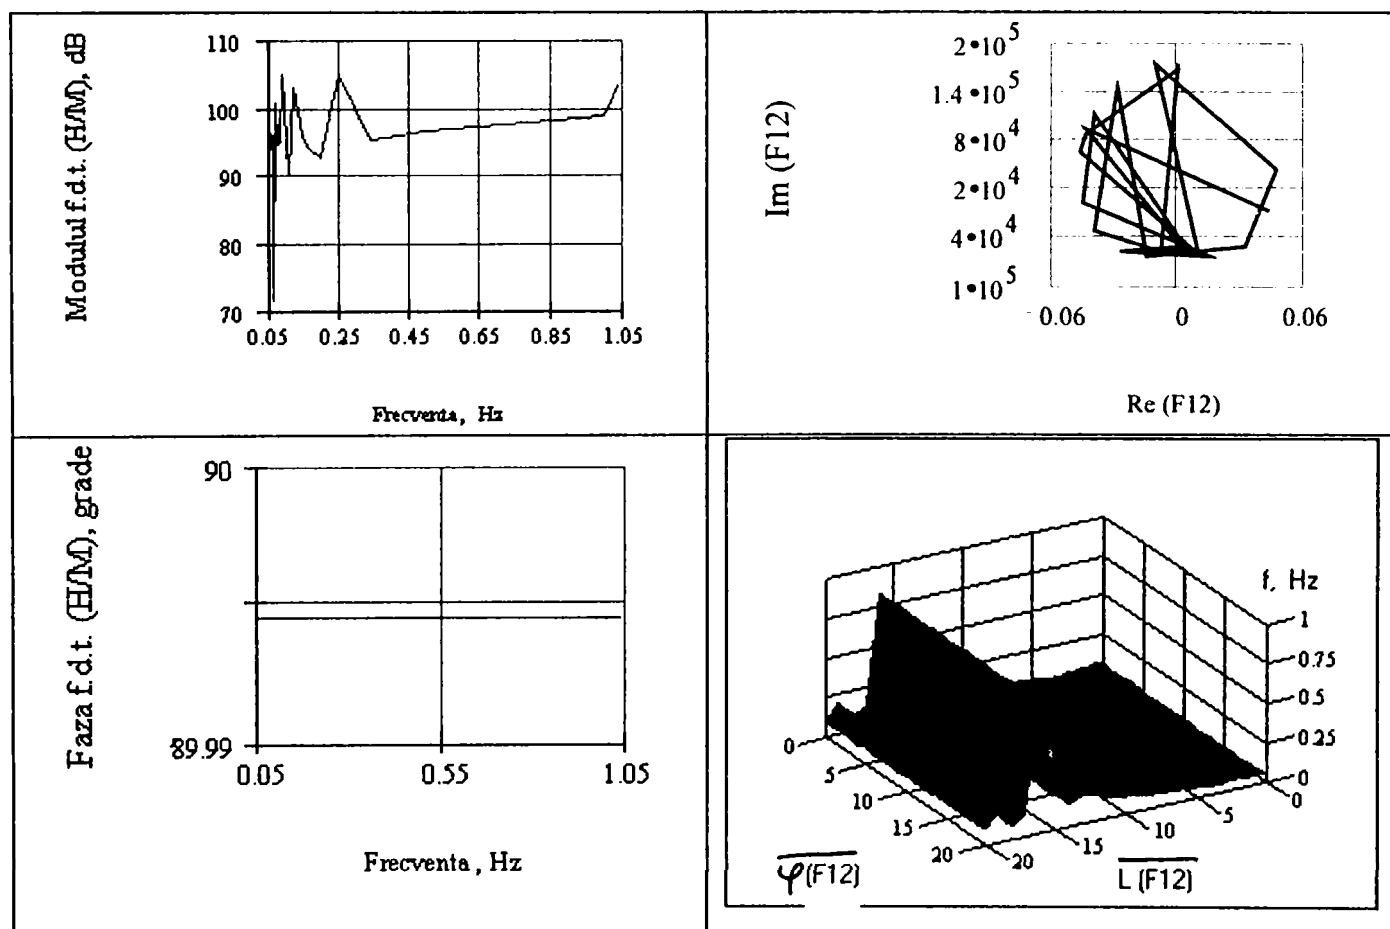 Modulul f.d.t. (H/M), dB
110
100
90
80
70
0.05 0.25 0.45 0.65 0.85 1.05
Frecventa, Hz
Im (F12)
2•10^5
1.4•10^5
8•10^4
2•10^4
4•10^4
1•10^5
0.06 0 0.06
Re (F12)
Faza f.d.t. (H/M), grade
90
89.99
0.05 0.55 1.05
Frecventa, Hz
f, Hz
1
0.75
0.5
0.25
0
0
5
10
15
20
20
15
10
5
0
φ(F12)
L (F12)